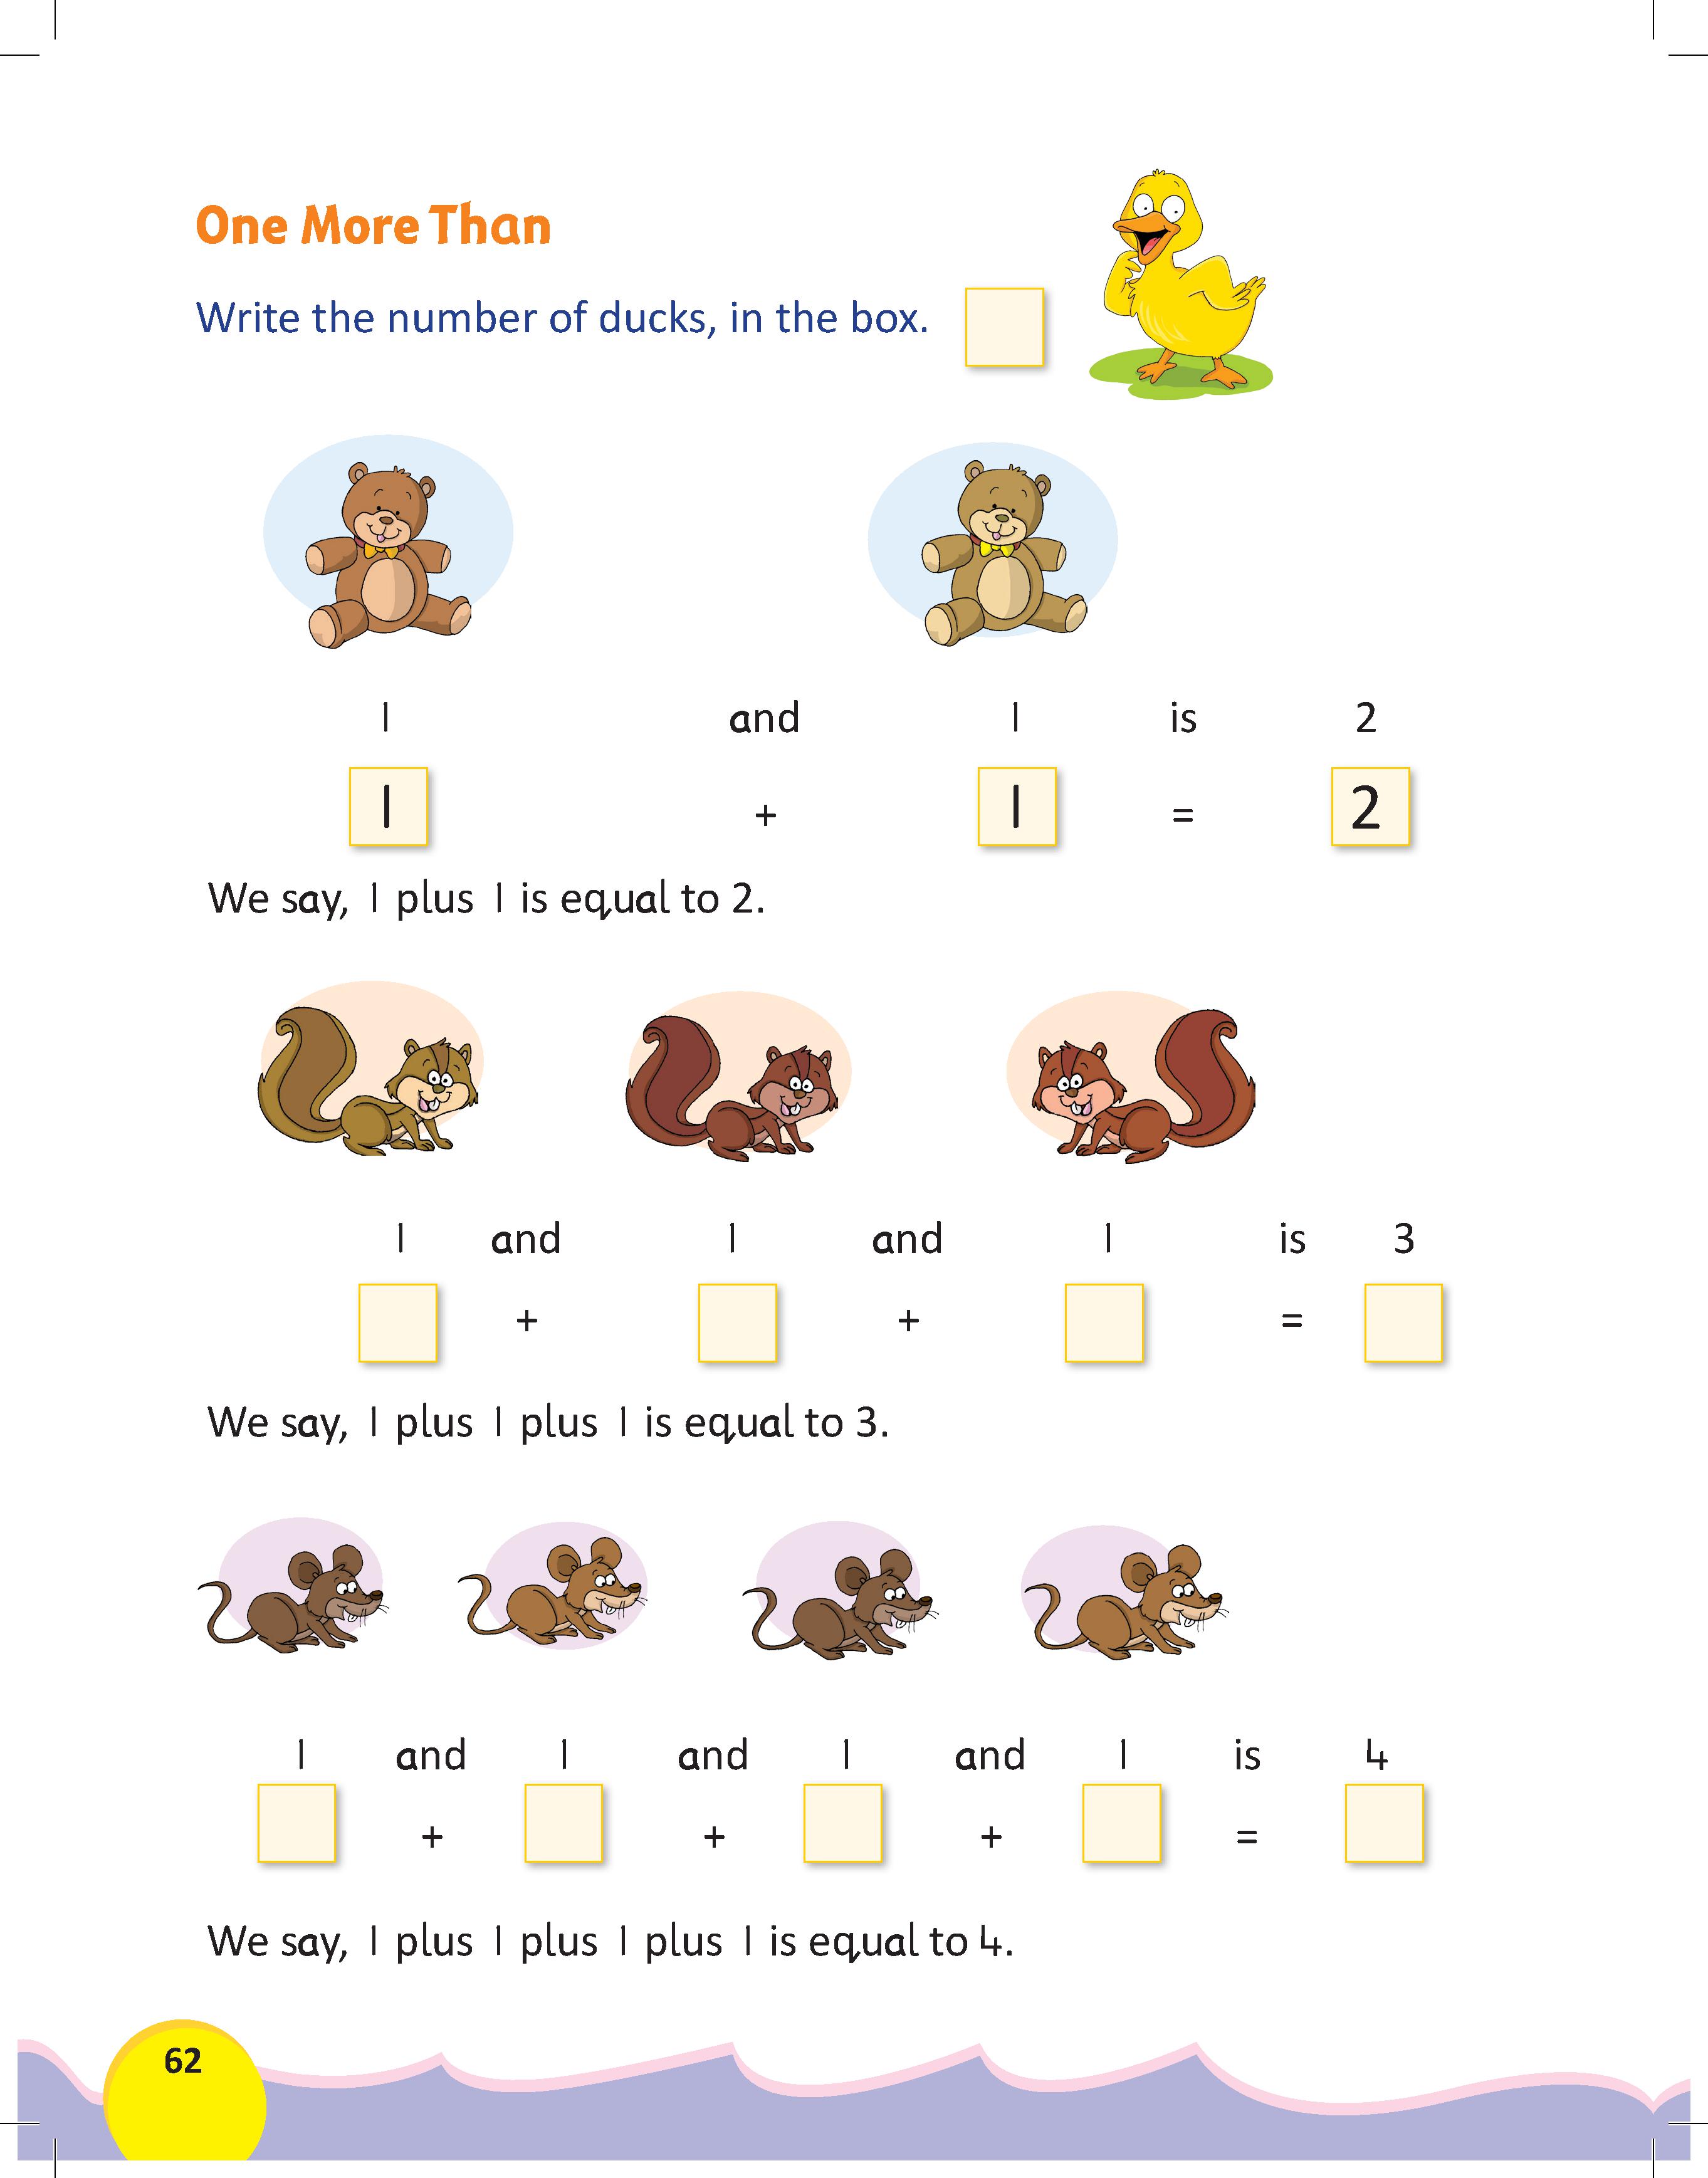 One More Than
Write the number of ducks, in the box.
1 and 1 is 2
1 + 1 = 2
We say, 1 plus 1 is equal to 2.
1 and 1 and 1 is 3
+ + =
We say, 1 plus 1 plus 1 is equal to 3.
1 and 1 and 1 and 1 is 4
+ + + =
We say, 1 plus 1 plus 1 plus 1 is equal to 4.
62